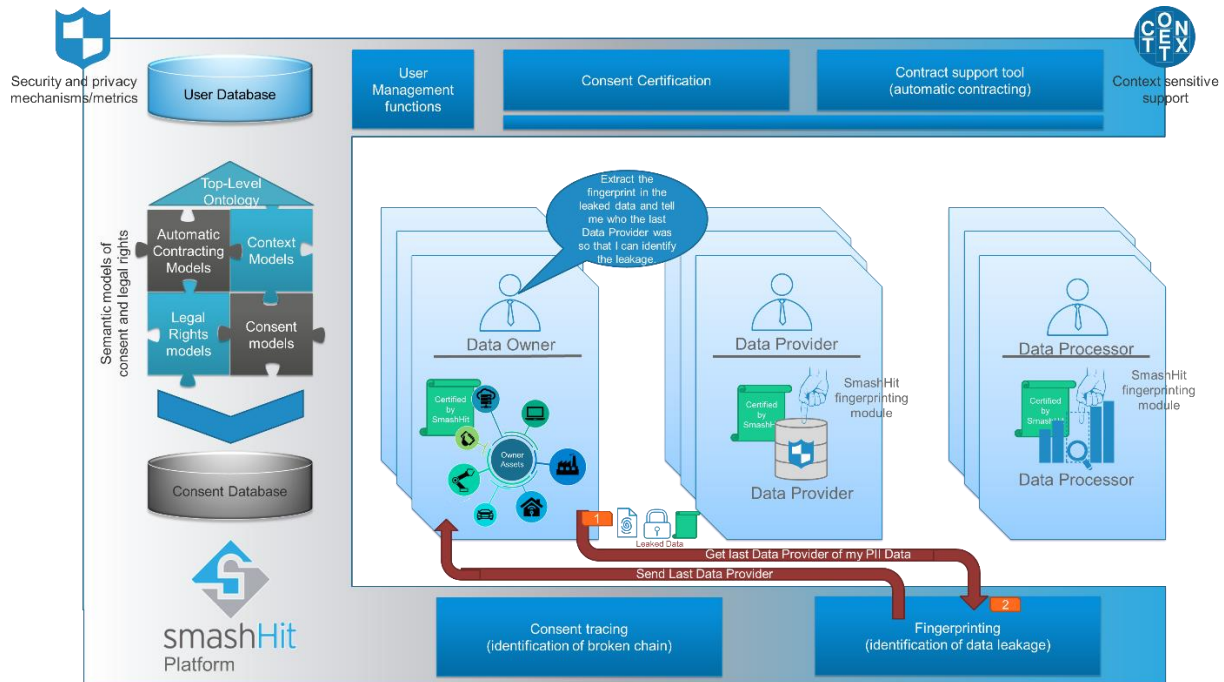 Security and privacy
mechanisms/metrics
User Database
User
Management
functions
Consent Certification
Contract support tool
(automatic contracting)
C O N
T E X
T T
Context sensitive
support
Top-Level
Ontology
Automatic
Contracting
Models
Context
Models
Legal
Rights
models
Consent
models
Semantic models of
consent and legal rights
Consent Database
smashHit
Platform
Extract the
fingerprint in the
leaked data and tell
me who the last
Data Provider was
so that I can identify
the leakage.
Data Owner
Certified
by
SmashHit
Owner
Assets
Data Provider
SmashHit
fingerprinting
module
Certified
by
Data Provider
Data Processor
SmashHit
fingerprinting
module
Certified
by
Data Processor
1
Leaked Data
Get last Data Provider of my PII Data
Send Last Data Provider
2
Consent tracing
(identification of broken chain)
Fingerprinting
(identification of data leakage)